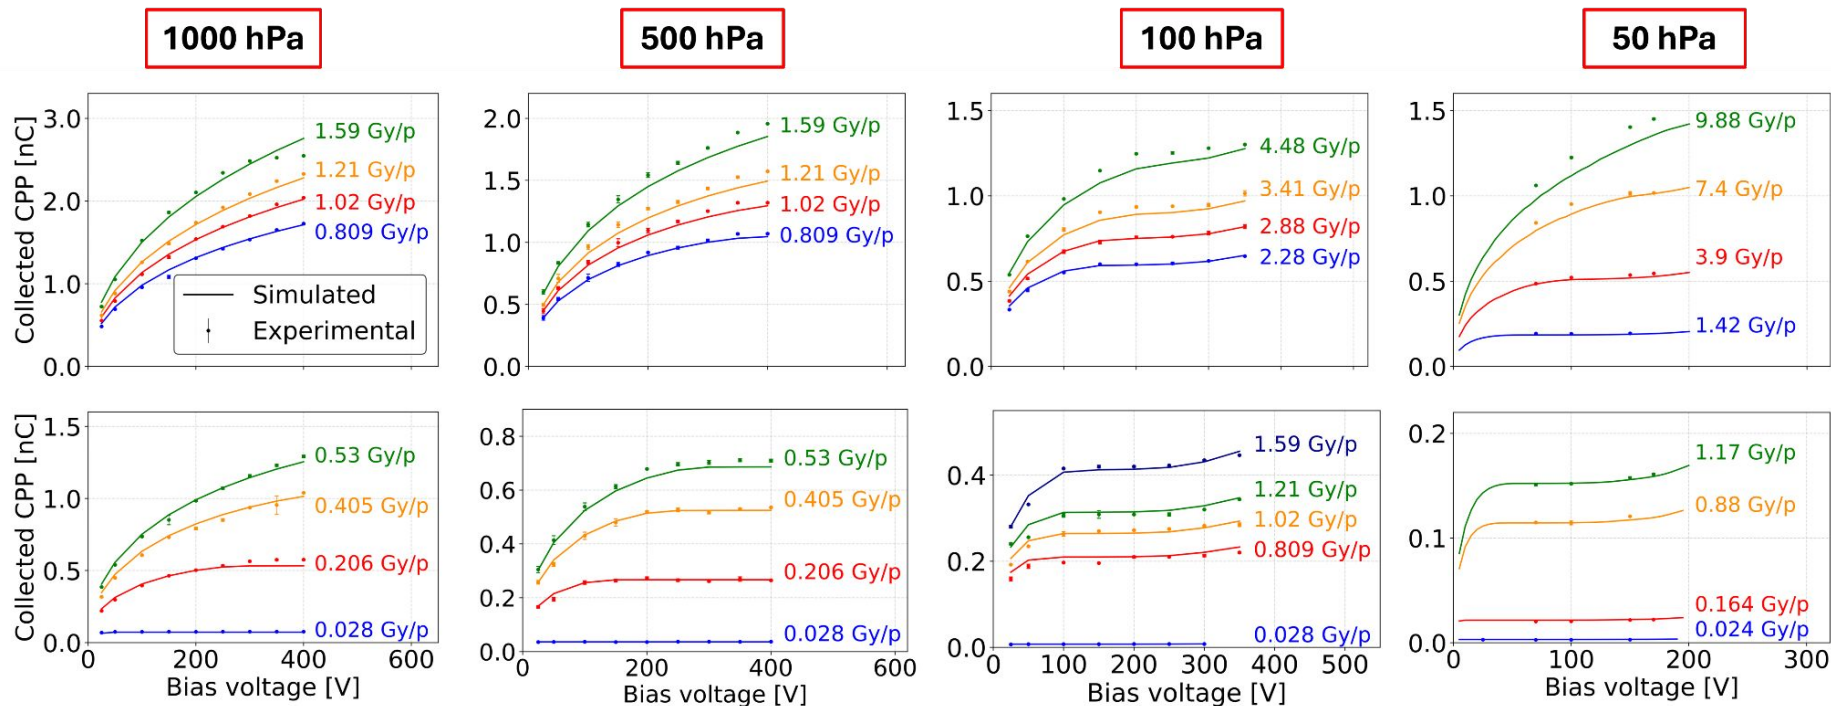 1000 hPa
500 hPa
100 hPa
50 hPa
Collected CPP [nC]
3.0
2.0
1.0
0.0
1.59 Gy/p
1.21 Gy/p
1.02 Gy/p
0.809 Gy/p
Simulated
Experimental
2.0
1.5
1.0
0.5
0.0
1.59 Gy/p
1.21 Gy/p
1.02 Gy/p
0.809 Gy/p
1.5
1.0
0.5
0.0
4.48 Gy/p
3.41 Gy/p
2.88 Gy/p
2.28 Gy/p
1.5
1.0
0.5
0.0
9.88 Gy/p
7.4 Gy/p
3.9 Gy/p
1.42 Gy/p
Collected CPP [nC]
1.5
1.0
0.5
0.0
0.53 Gy/p
0.405 Gy/p
0.206 Gy/p
0.028 Gy/p
0 200 400 600
Bias voltage [V]
0.8
0.6
0.4
0.2
0.0
0.53 Gy/p
0.405 Gy/p
0.206 Gy/p
0.028 Gy/p
0 200 400 600
Bias voltage [V]
0.4
0.2
0.0
1.59 Gy/p
1.21 Gy/p
1.02 Gy/p
0.809 Gy/p
0.028 Gy/p
0 100 200 300 400 500
Bias voltage [V]
0.2
0.1
0.0
1.17 Gy/p
0.88 Gy/p
0.164 Gy/p
0.024 Gy/p
0 100 200 300
Bias voltage [V]